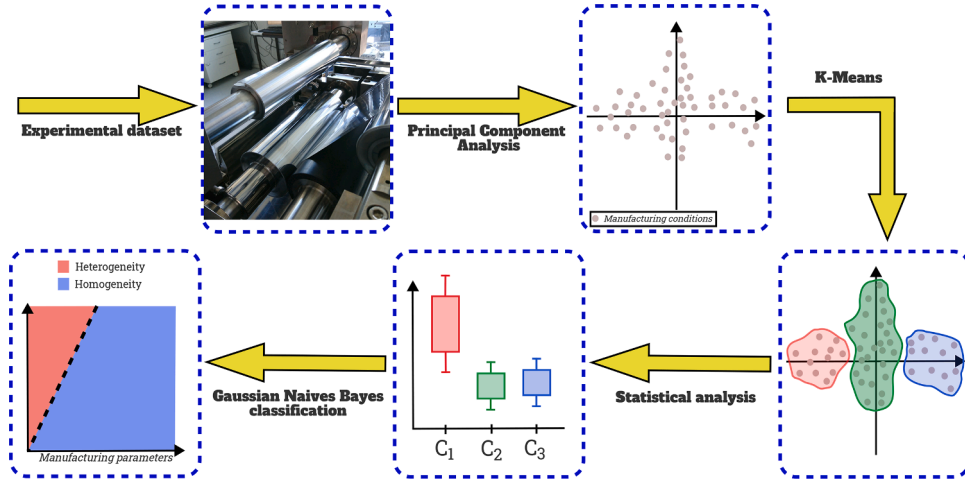 Experimental dataset
Principal Component
Analysis
K-Means
Manufacturing conditions
Statistical analysis
C1 C2 C3
Gaussian Naive Bayes
classification
Heterogeneity
Homogeneity
Manufacturing parameters